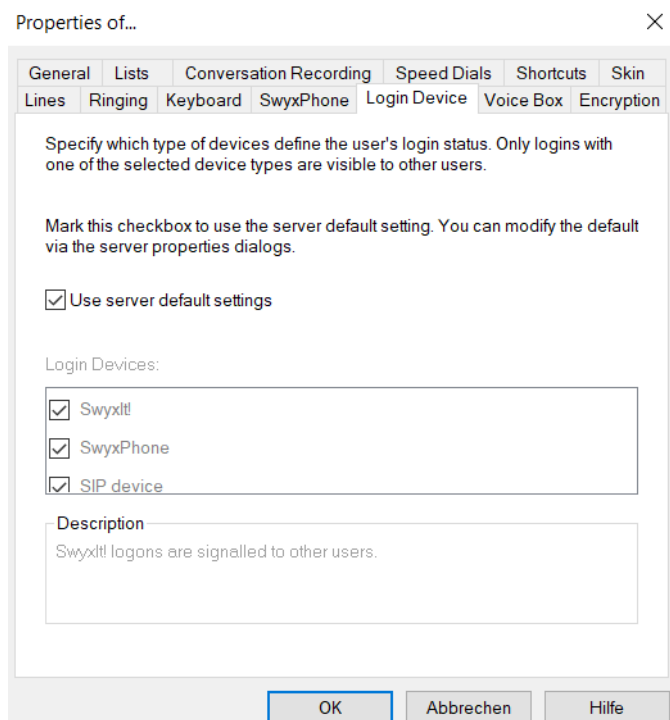 Properties of...
General Lists Conversation Recording Speed Dials Shortcuts Skin
Lines Ringing Keyboard SwyxPhone Login Device Voice Box Encryption
Specify which type of devices define the user's login status. Only logins with
one of the selected device types are visible to other users.
Mark this checkbox to use the server default setting. You can modify the default
via the server properties dialogs.
Use server default settings
Login Devices:
SwyxIt!
SwyxPhone
SIP device
Description
SwyxIt! logons are signalled to other users.
OK Abbrechen Hilfe